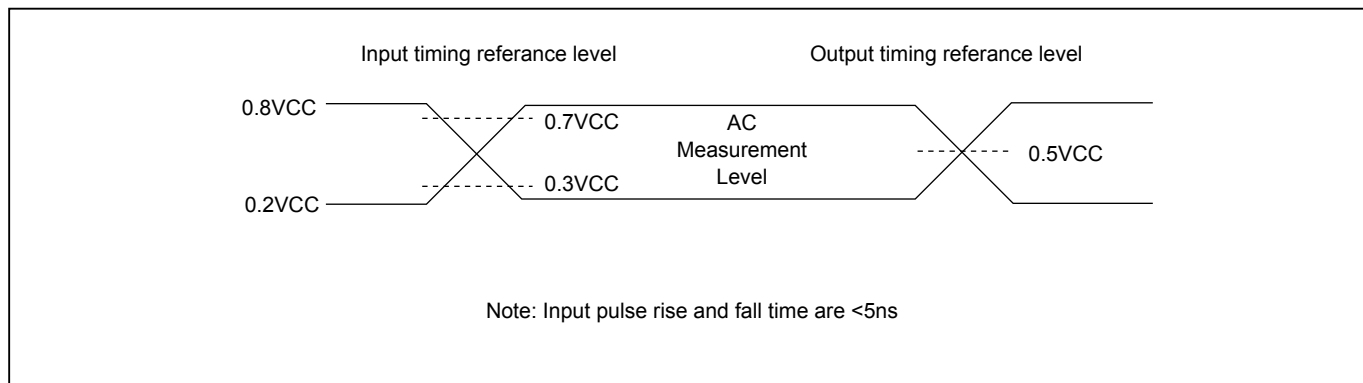 Input timing referance level
Output timing referance level
0.8VCC
0.7VCC
AC
Measurement
Level
0.5VCC
0.3VCC
0.2VCC
Note: Input pulse rise and fall time are <5ns